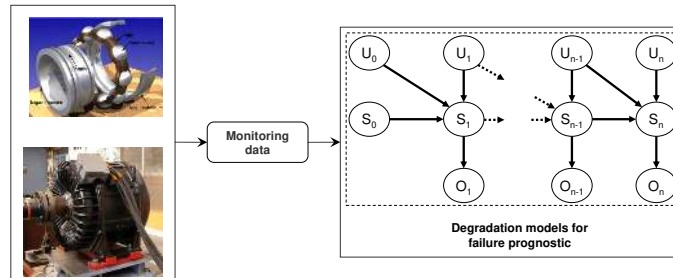 Monitoring
data
U0 U1 Un-1 Un
S0 S1 Sn-1 Sn
O1 On-1 On
Degradation models for
failure prognostic